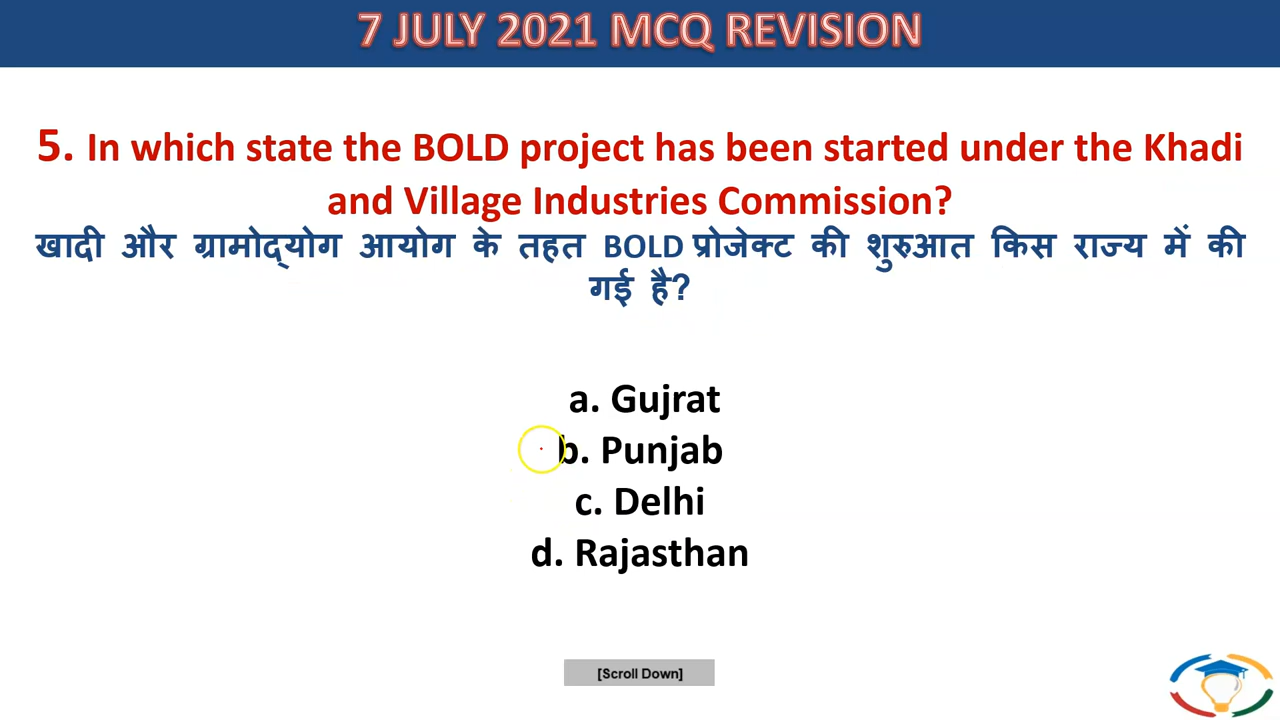 7 JULY 2021 MCQ REVISION
5. In which state the BOLD project has been started under the Khadi
and Village Industries Commission?
खादी और ग्रामोद्योग आयोग के तहत BOLD प्रोजेक्ट की शुरुआत किस राज्य में की
गई है?
a. Gujrat
b. Punjab
c. Delhi
d. Rajasthan
[Scroll Down]